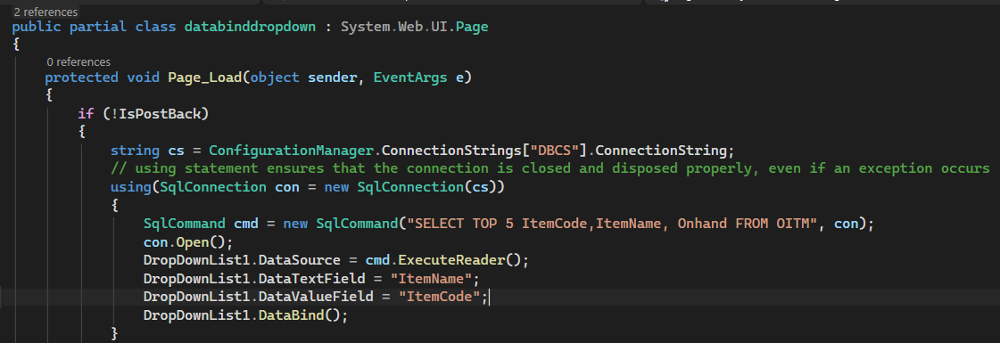 2 references
public partial class databinddropdown : System.Web.UI.Page
{
0 references
protected void Page_Load(object sender, EventArgs e)
{
if (!IsPostBack)
{
string cs = ConfigurationManager.ConnectionStrings["DBCS"].ConnectionString;
// using statement ensures that the connection is closed and disposed properly, even if an exception occurs
using(SqlConnection con = new SqlConnection(cs))
{
SqlCommand cmd = new SqlCommand("SELECT TOP 5 ItemCode,ItemName, Onhand FROM OITM", con);
con.Open();
DropDownList1.DataSource = cmd.ExecuteReader();
DropDownList1.DataTextField = "ItemName";
DropDownList1.DataValueField = "ItemCode";
DropDownList1.DataBind();
}